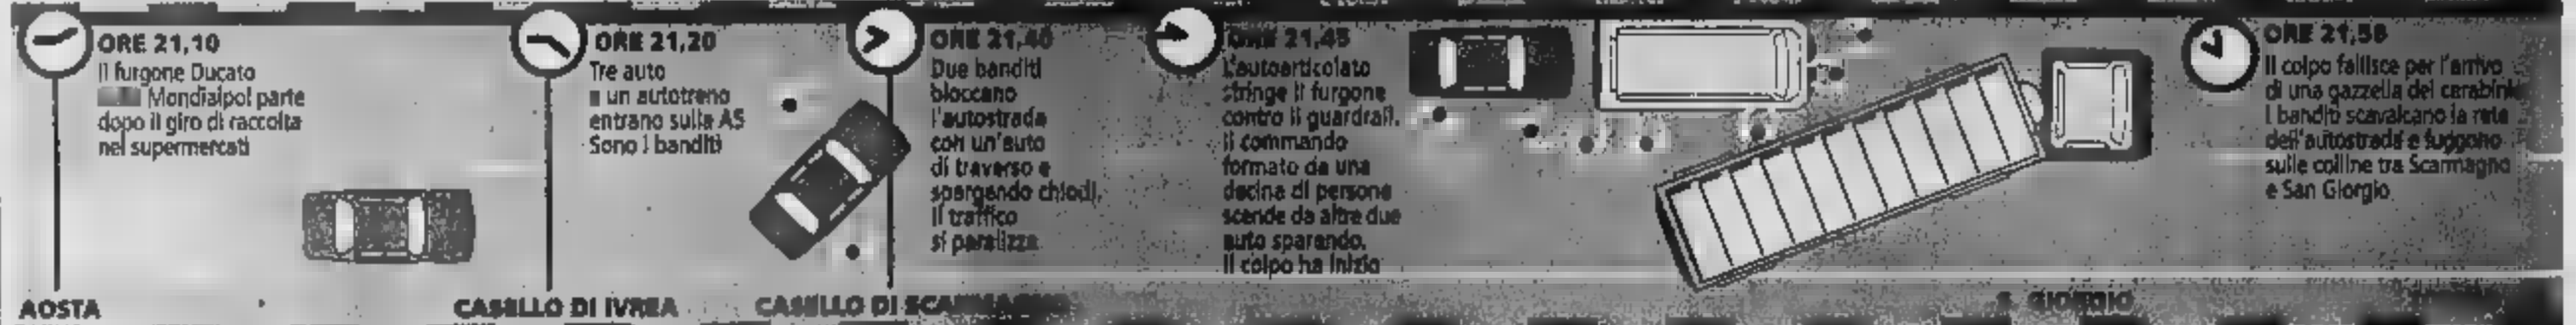 ORE 21,10
Il furgone Ducato
Mondialpol parte
dopo il giro di raccolta
nei supermercati
AOSTA
ORE 21,20
Tre auto
e un autotreno
entrano sulla A5
Sono i banditi
CASELLO DI IVREA
ORE 21,40
Due banditi
bloccano
l'autostrada
con un'auto
di traverso e
spargendo chiodi.
Il traffico
si paralizza
CASELLO DI SCARMAGNO
ORE 21,45
L'autoarticolato
stringe il furgone
contro il guardrail.
Il commando
formato da una
decina di persone
scende da altre due
auto sparando.
Il colpo ha inizio
ORE 21,58
Il colpo fallisce per l'arrivo
di una gazzella dei carabini
I banditi scavalcano la rete
dell'autostrada e fuggono
sulle colline tra Scarmagno
e San Giorgio
S. GIORGIO